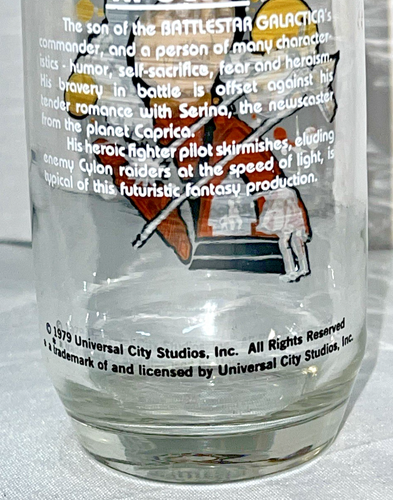 The son of the BATTLESTAR GALACTICA's
commander, and a person of many character-
istics - humor, self-sacrifice, fear and heroism.
His bravery in battle is offset against his
tender romance with Serina, the newscaster
from the planet Caprica.
His heroic fighter pilot skirmishes, eluding
enemy Cylon raiders at the speed of light, is
typical of this futuristic fantasy production.
© 1979 Universal City Studios, Inc. All Rights Reserved
a trademark of and licensed by Universal City Studios, Inc.